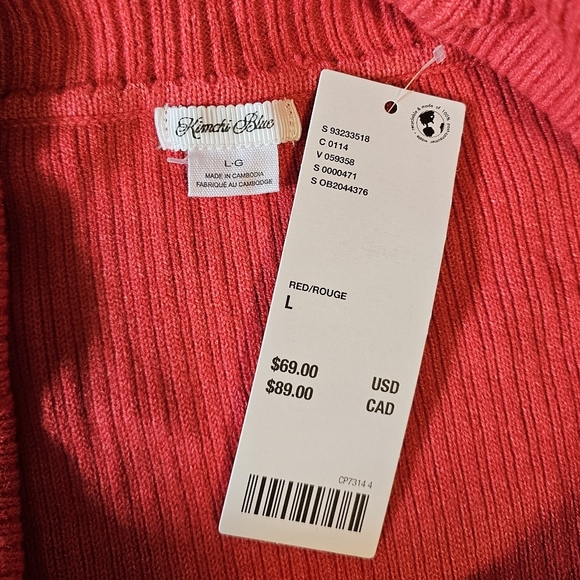 Kimchi Blue
L-G
MADE IN CAMBODIA
FABRIQUÉ AU CAMBODGE
S 93233518
C 0114
V 059358
S 0000471
S OB2044376
RED/ROUGE
L
$69.00 USD
$89.00 CAD
CP7314 4